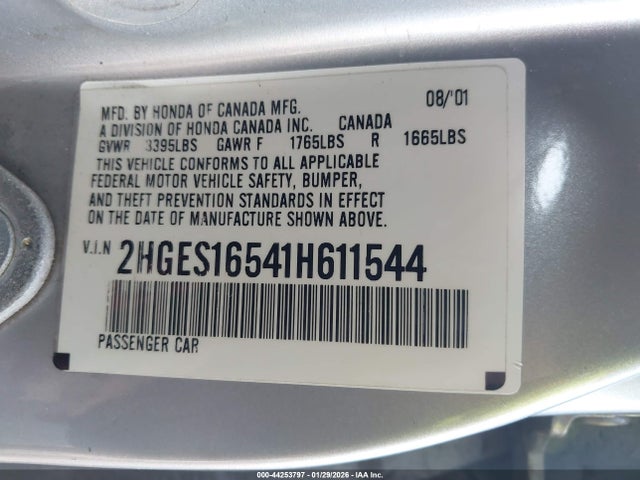 MFD. BY HONDA OF CANADA MFG. 08/'01
A DIVISION OF HONDA CANADA INC. CANADA
GVWR 3395LBS GAWR F 1765LBS R 1665LBS
THIS VEHICLE CONFORMS TO ALL APPLICABLE
FEDERAL MOTOR VEHICLE SAFETY, BUMPER,
AND THEFT PREVENTION STANDARDS IN EFFECT
ON THE DATE OF MANUFACTURE SHOWN ABOVE.
V.I.N 2HGES16541H611544
PASSENGER CAR
000-44253797 - 01/29/2026 - IAA Inc.